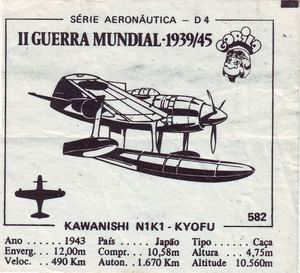 SÉRIE AERONÁUTICA - D 4
II GUERRA MUNDIAL-1939/45
582
KAWANISHI N1K1 - KYOFU
Ano ...... 1943 País ..... Japão Tipo ...... Caça
Enverg. ... 12,00m Compr. .. 10,58m Altura .... 4,75m
Veloc. ... 490 Km Auton. . 1.670 Km Altitude 10.560m